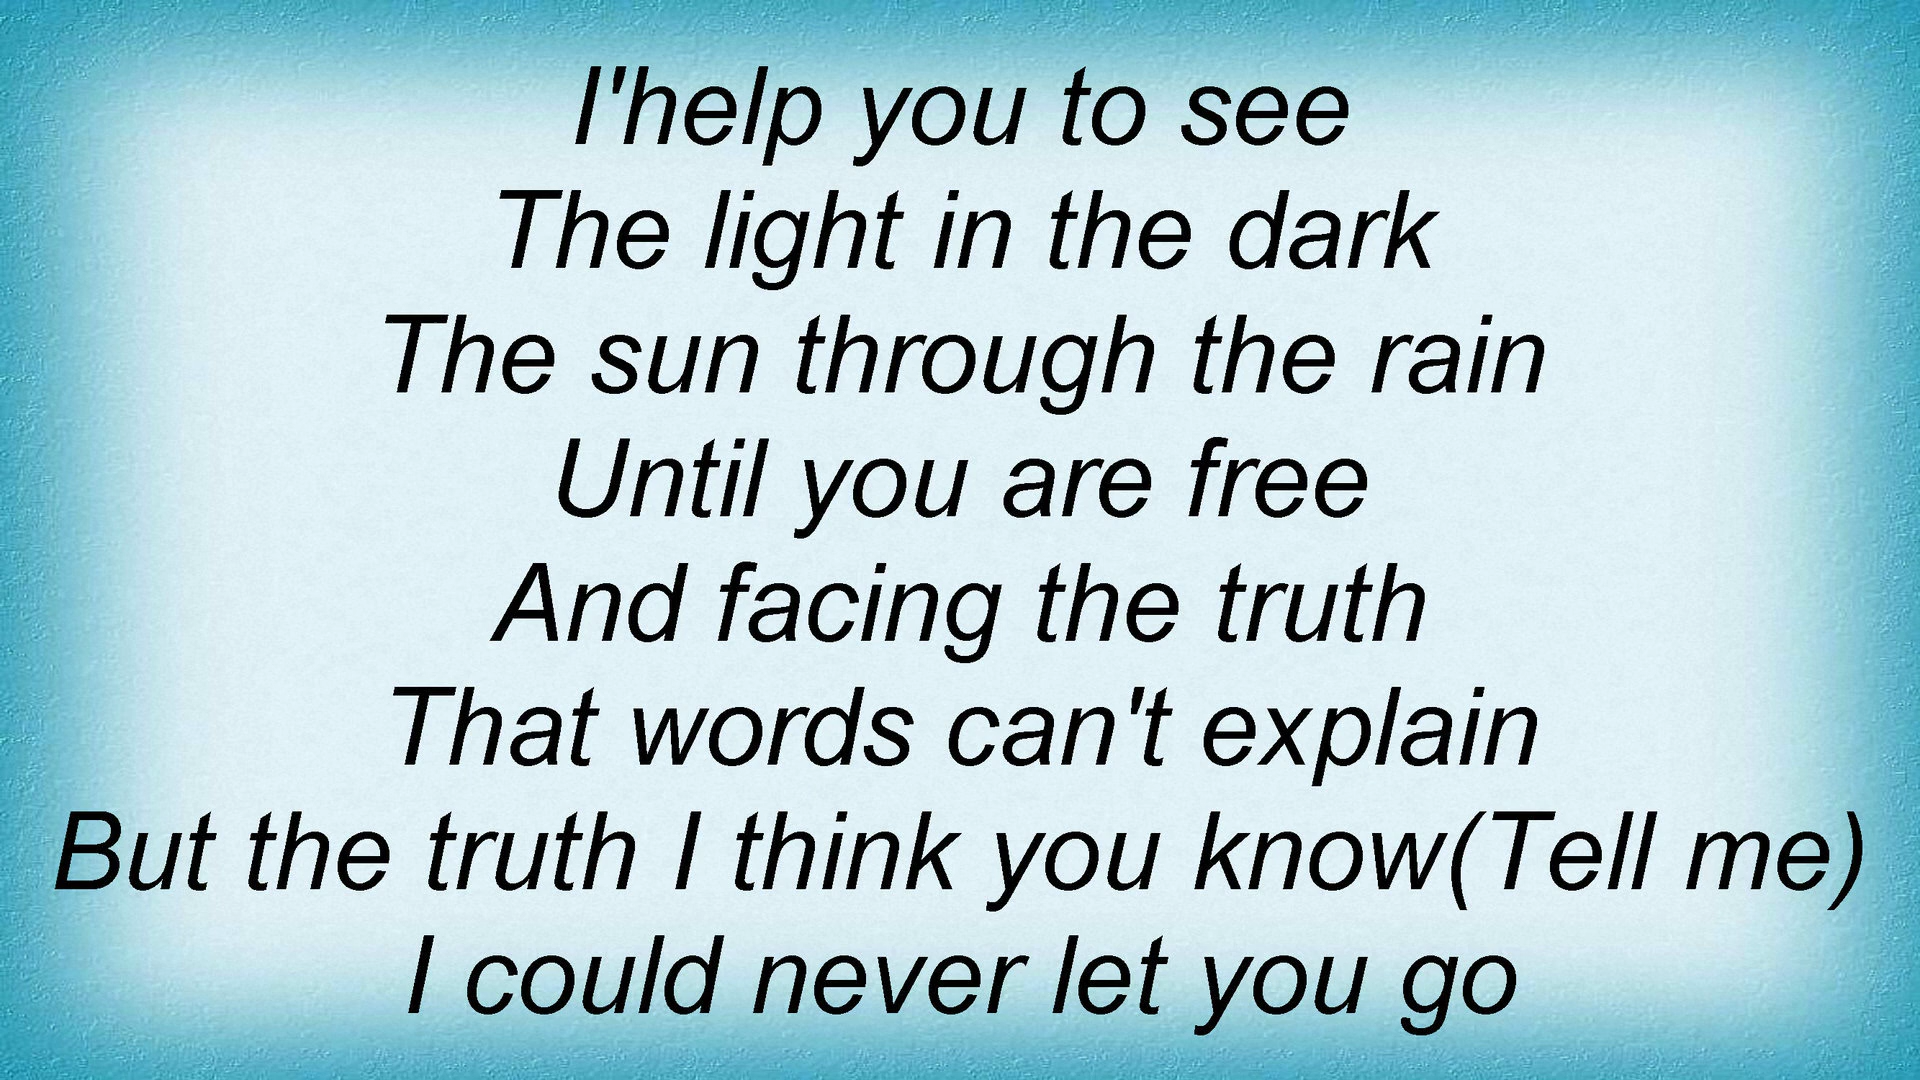 I'help you to see
The light in the dark
The sun through the rain
Until you are free
And facing the truth
That words can't explain
But the truth I think you know(Tell me)
I could never let you go